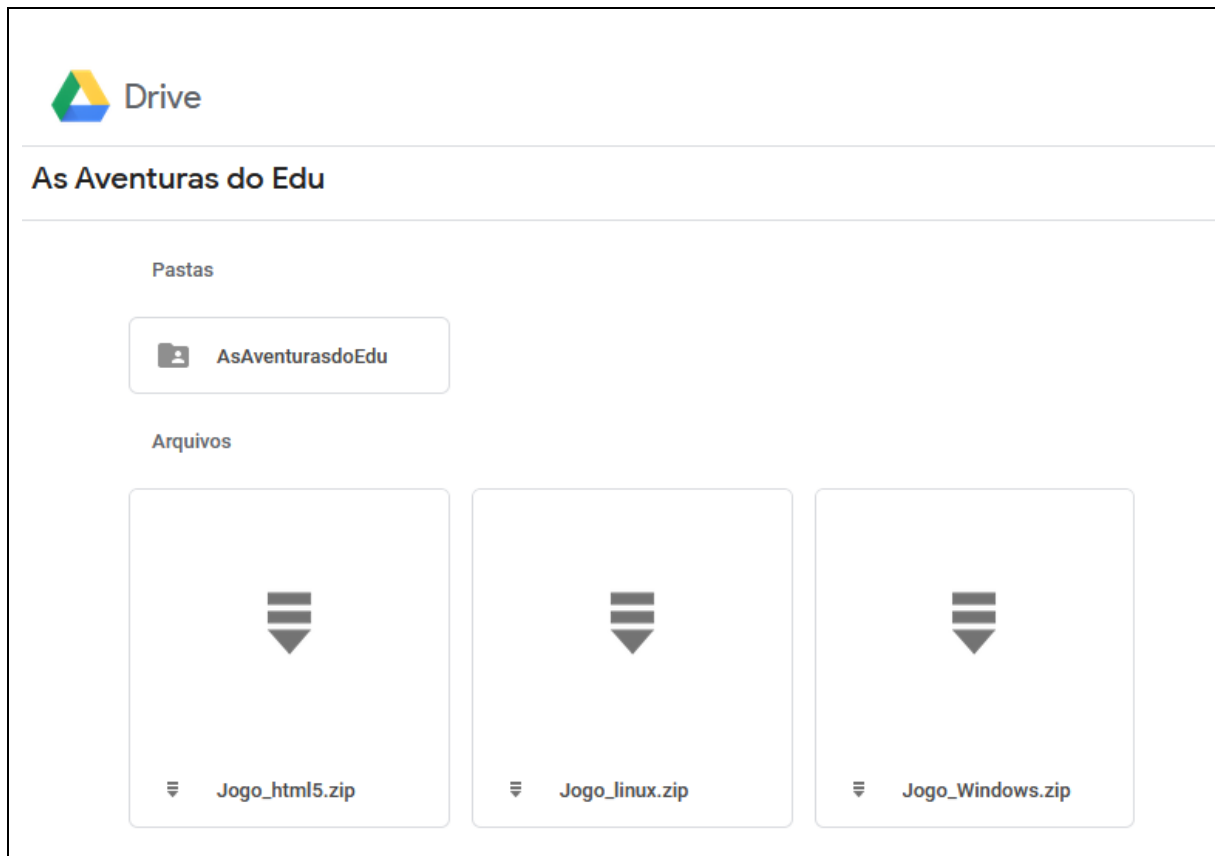 Drive
As Aventuras do Edu
Pastas
AsAventurasdoEdu
Arquivos
Jogo_html5.zip
Jogo_linux.zip
Jogo_Windows.zip